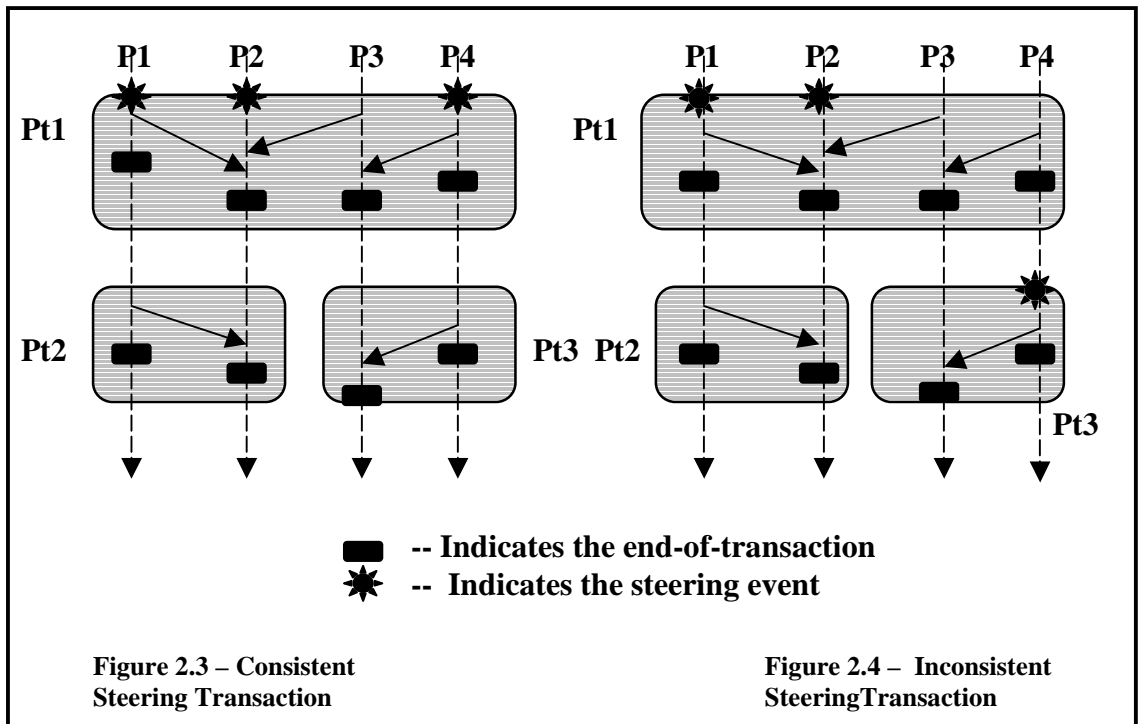 P1 P2 P3 P4 P1 P2 P3 P4
Pt1 Pt1
Pt2 Pt3 Pt2
Pt3
-- Indicates the end-of-transaction
-- Indicates the steering event
Figure 2.3 – Consistent
Steering Transaction
Figure 2.4 – Inconsistent
SteeringTransaction